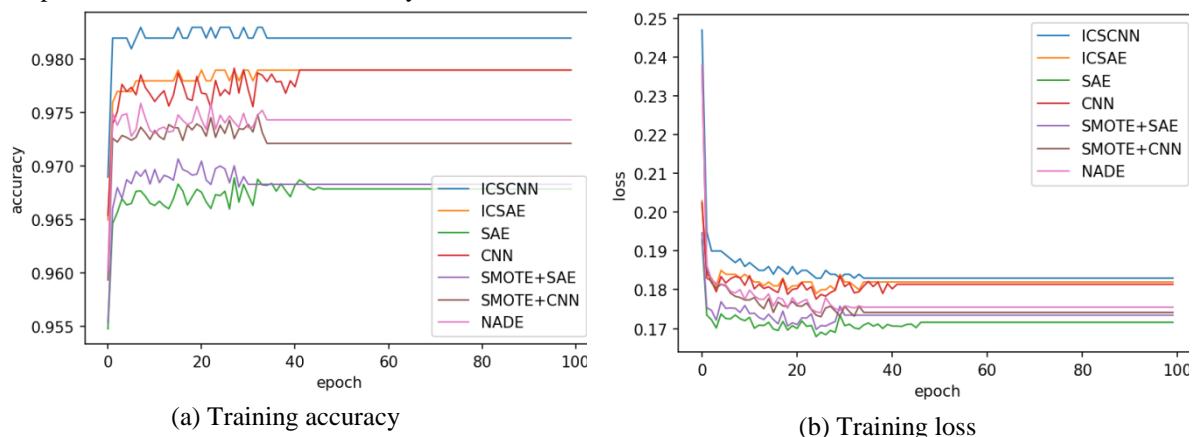 0.980
0.975
0.970
0.965
0.960
0.955
accuracy
0 20 40 60 80 100
epoch
ICSCNN
ICSAE
SAE
CNN
SMOTE+SAE
SMOTE+CNN
NADE
(a) Training accuracy
0.25
0.24
0.23
0.22
0.21
0.20
0.19
0.18
0.17
loss
0 20 40 60 80 100
epoch
ICSCNN
ICSAE
SAE
CNN
SMOTE+SAE
SMOTE+CNN
NADE
(b) Training loss